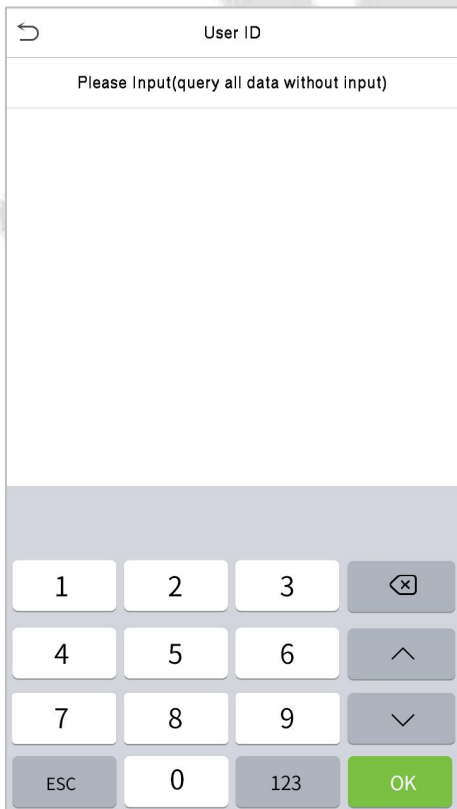 User ID
Please Input(query all data without input)
1 2 3
4 5 6
7 8 9
ESC 0 123 OK